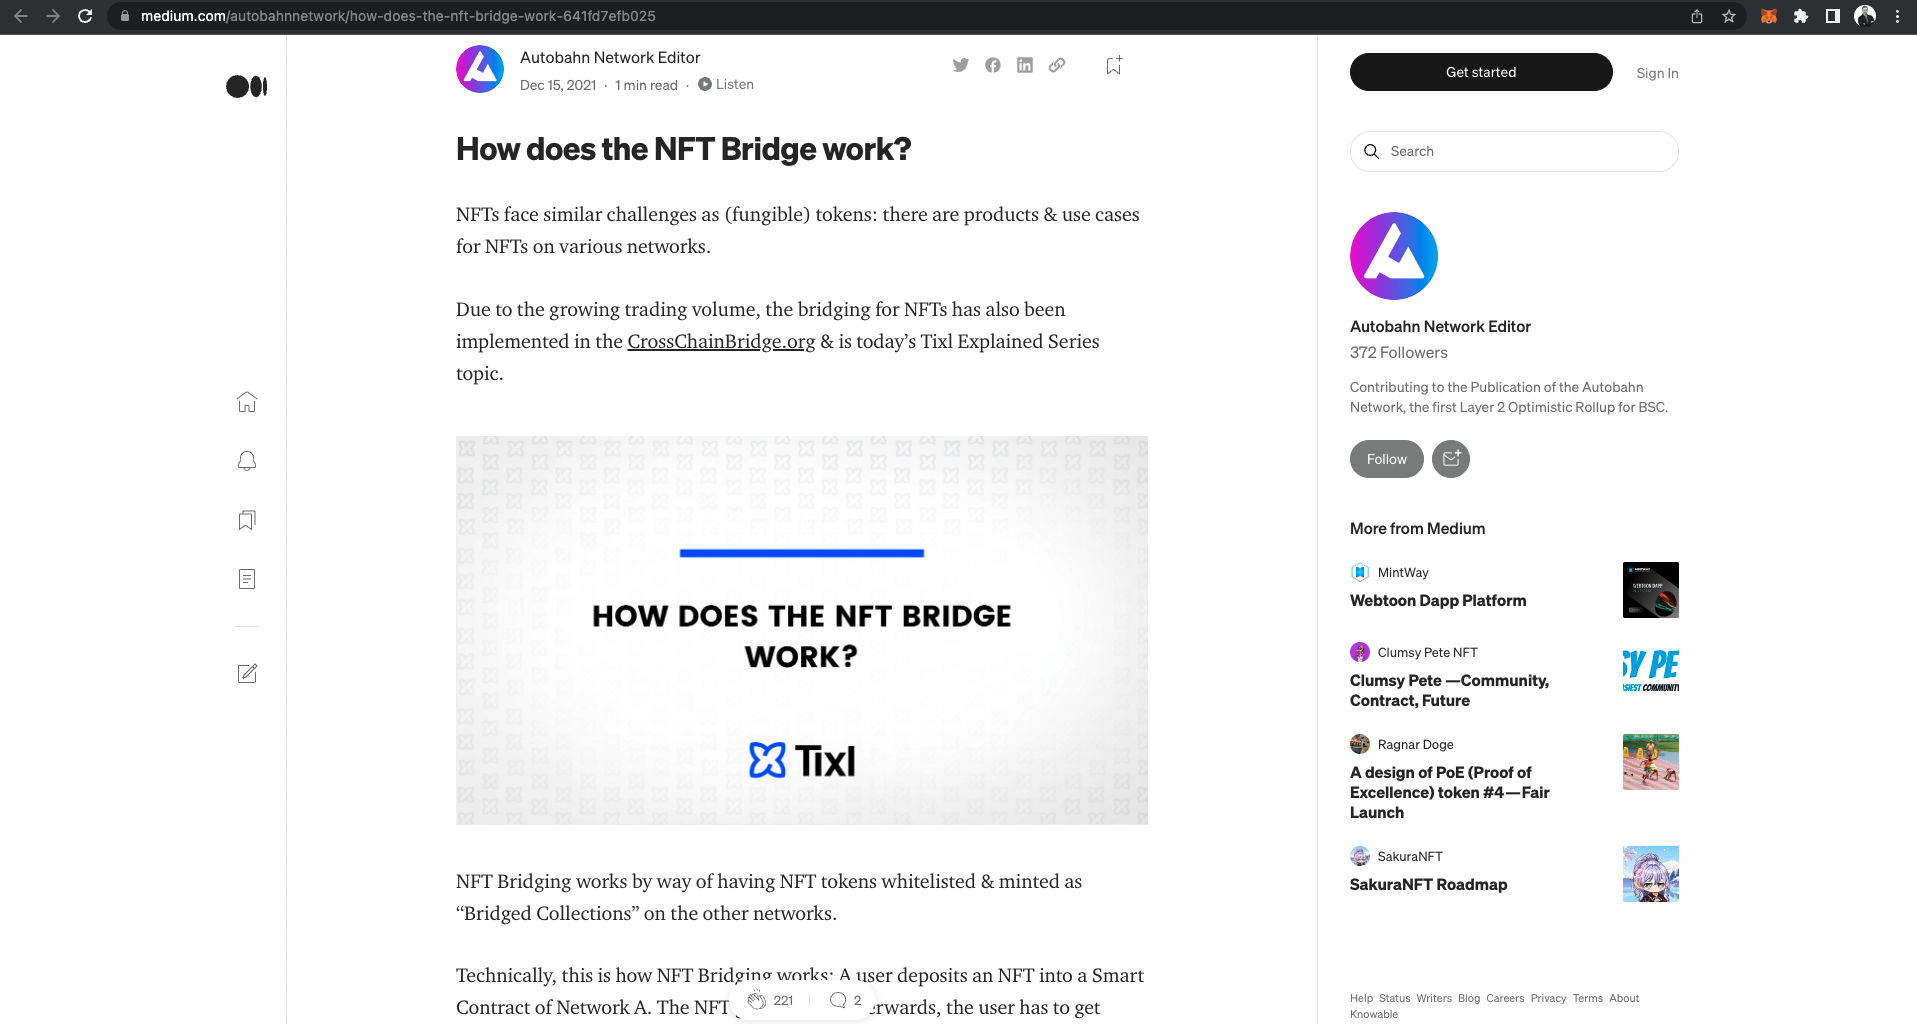 medium.com/autobahnnetwork/how-does-the-nft-bridge-work-641fd7efb025
Autobahn Network Editor
Dec 15, 2021 · 1 min read · Listen
How does the NFT Bridge work?
NFTs face similar challenges as (fungible) tokens: there are products & use cases
for NFTs on various networks.
Due to the growing trading volume, the bridging for NFTs has also been
implemented in the CrossChainBridge.org & is today’s Tixl Explained Series
topic.
HOW DOES THE NFT BRIDGE
WORK?
Tixl
NFT Bridging works by way of having NFT tokens whitelisted & minted as
“Bridged Collections” on the other networks.
Technically, this is how NFT Bridging works: A user deposits an NFT into a Smart
Contract of Network A. The NFT
the user has to get
221
2
Get started
Sign In
Search
Autobahn Network Editor
372 Followers
Contributing to the Publication of the Autobahn
Network, the first Layer 2 Optimistic Rollup for BSC.
Follow
More from Medium
MintWay
Webtoon Dapp Platform
WEBTOON DAPP
Clumsy Pete NFT
Clumsy Pete —Community,
Contract, Future
SY PE
Ragnar Doge
A design of PoE (Proof of
Excellence) token #4 — Fair
Launch
SakuraNFT
SakuraNFT Roadmap
Help Status Writers Blog Careers Privacy Terms About
Knowable